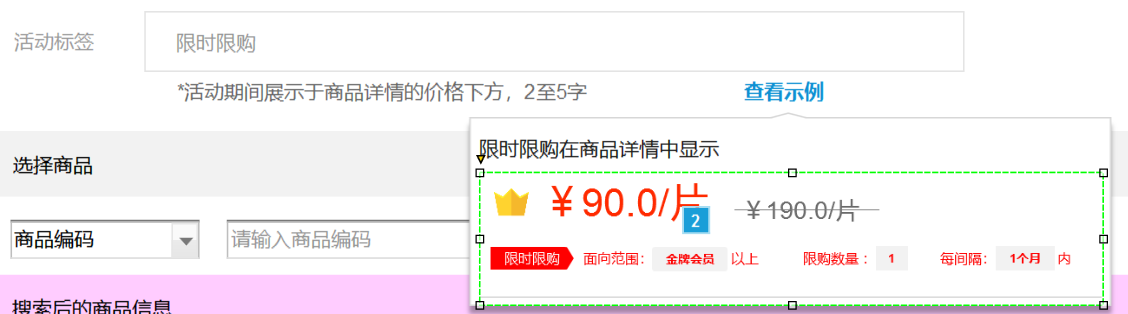 活动标签
限时限购
*活动期间展示于商品详情的价格下方，2至5字
查看示例
选择商品
限时限购在商品详情中显示
¥90.0/片
2
¥190.0/片
商品编码
请输入商品编码
限时限购 面向范围： 金牌会员 以上 限购数量： 1 每间隔： 1个月 内
搜索后的商品信息